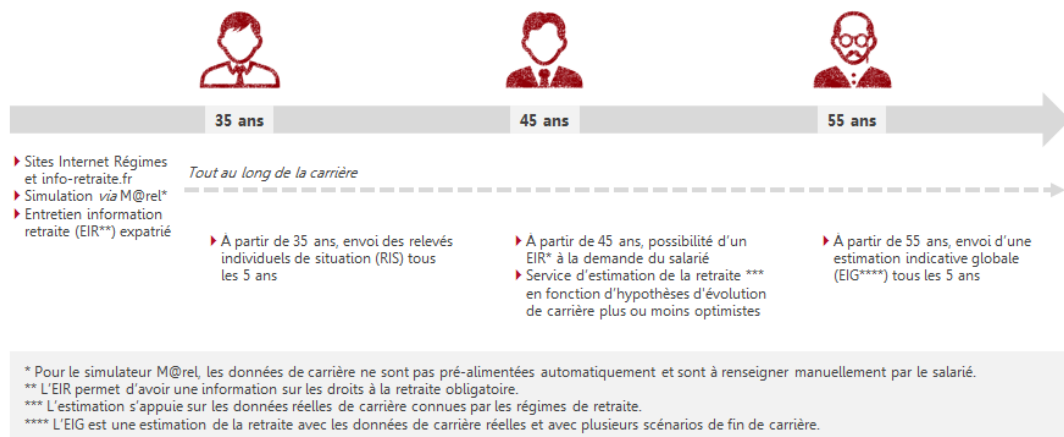 35 ans
45 ans
55 ans
Sites Internet Régimes
et info-retraite.fr
Simulation via M@rel*
Entretien information
retraite (EIR**) expatrié
Tout au long de la carrière
À partir de 35 ans, envoi des relevés
individuels de situation (RIS) tous
les 5 ans
À partir de 45 ans, possibilité d'un
EIR* à la demande du salarié
Service d'estimation de la retraite ***
en fonction d'hypothèses d'évolution
de carrière plus ou moins optimistes
À partir de 55 ans, envoi d'une
estimation indicative globale
(EIG****) tous les 5 ans
* Pour le simulateur M@rel, les données de carrière ne sont pas pré-alimentées automatiquement et sont à renseigner manuellement par le salarié.
** L'EIR permet d'avoir une information sur les droits à la retraite obligatoire.
*** L'estimation s'appuie sur les données réelles de carrière connues par les régimes de retraite.
**** L'EIG est une estimation de la retraite avec les données de carrière réelles et avec plusieurs scénarios de fin de carrière.